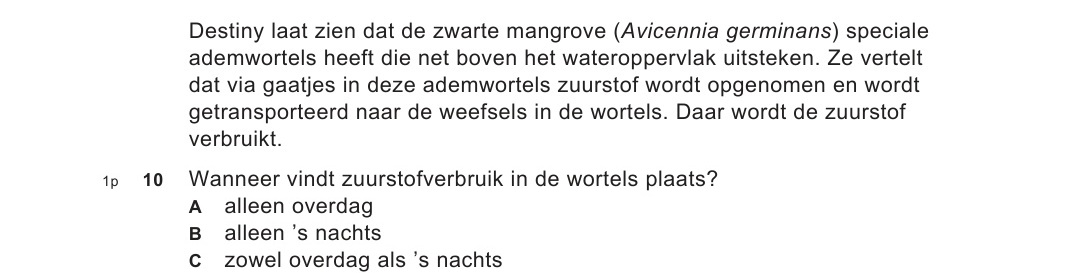 Destiny laat zien dat de zwarte mangrove (Avicennia germinans) speciale
ademwortels heeft die net boven het wateroppervlak uitsteken. Ze vertelt
dat via gaatjes in deze ademwortels zuurstof wordt opgenomen en wordt
getransporteerd naar de weefsels in de wortels. Daar wordt de zuurstof
verbruikt.
1p 10 Wanneer vindt zuurstofverbruik in de wortels plaats?
A alleen overdag
B alleen ’s nachts
C zowel overdag als ’s nachts